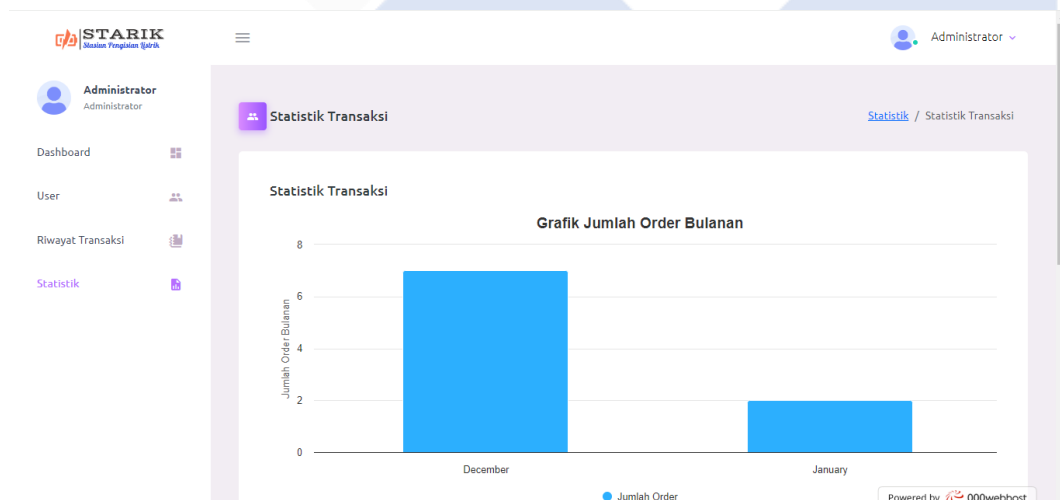 STARIK
Stasiun Pengisian listrik
Administrator
Administrator
Administrator
Dashboard
User
Riwayat Transaksi
Statistik
Statistik Transaksi
Statistik / Statistik Transaksi
Statistik Transaksi
Grafik Jumlah Order Bulanan
Jumlah Order Bulanan
8
6
4
2
0
December
January
Jumlah Order
Powered by 000webhost